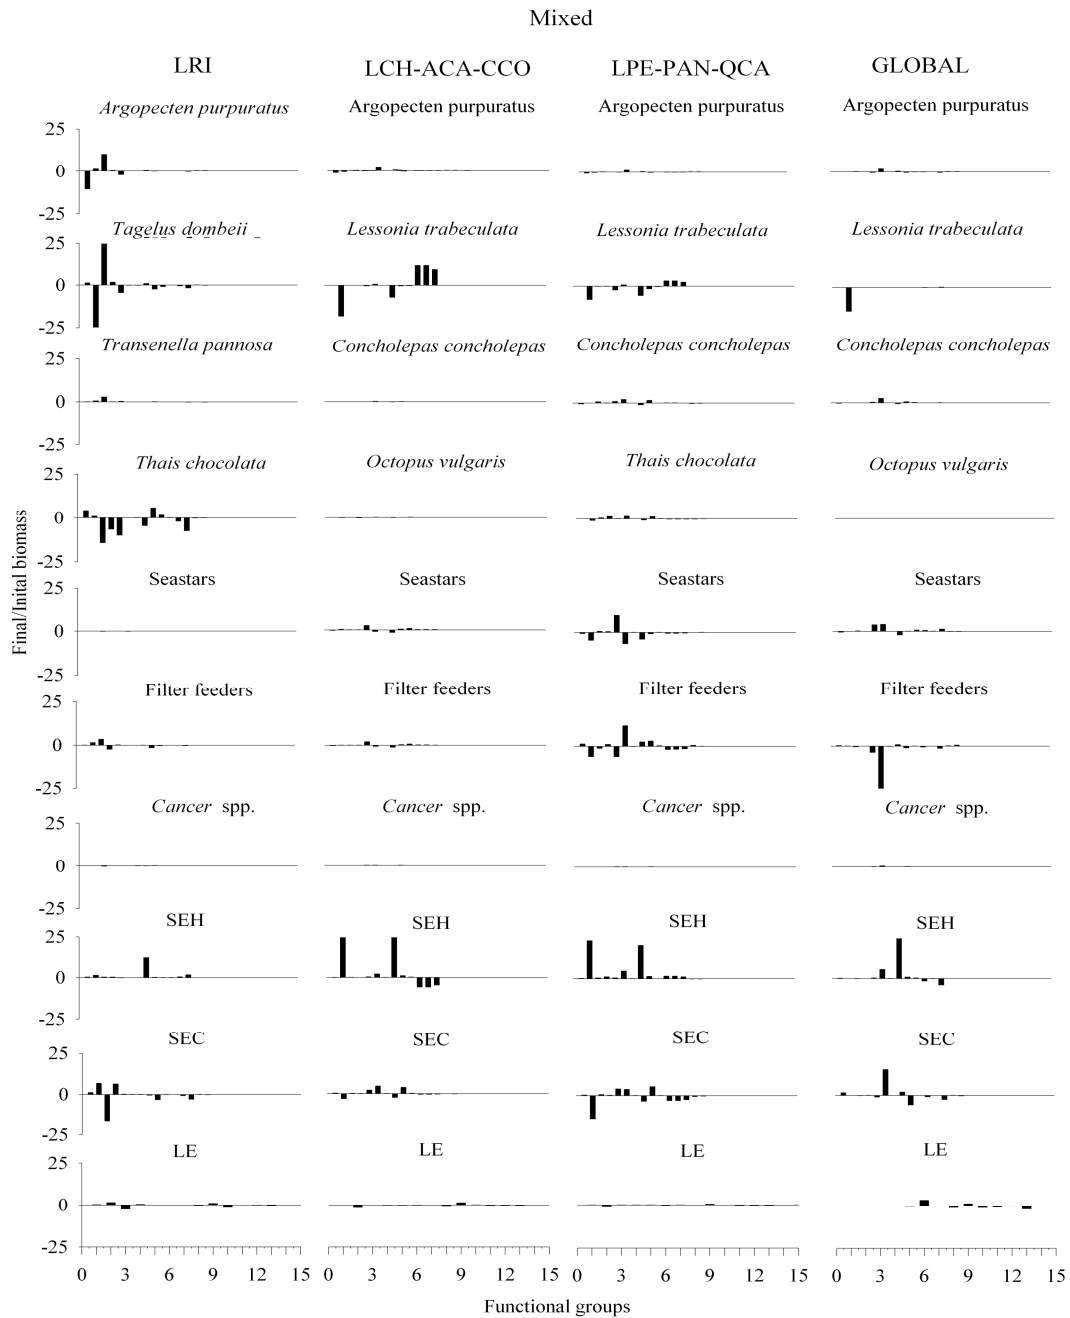 Mixed
LRI LCH-ACA-CCO LPE-PAN-QCA GLOBAL
Argopecten purpuratus Argopecten purpuratus Argopecten purpuratus Argopecten purpuratus
25
0
-25
Tagelus dombeii Lessonia trabeculata Lessonia trabeculata Lessonia trabeculata
25
0
-25
Transenella pannosa Concholepas concholepas Concholepas concholepas Concholepas concholepas
25
0
-25
Thais chocolata Octopus vulgaris Thais chocolata Octopus vulgaris
25
0
-25
Seastars Seastars Seastars Seastars
25
0
-25
Filter feeders Filter feeders Filter feeders Filter feeders
25
0
-25
Cancer spp. Cancer spp. Cancer spp. Cancer spp.
25
0
-25
SEH SEH SEH SEH
25
0
-25
SEC SEC SEC SEC
25
0
-25
LE LE LE LE
25
0
-25
0 3 6 9 12 15 0 3 6 9 12 15 0 3 6 9 12 15 0 3 6 9 12 15
Functional groups
Final/Inital biomass